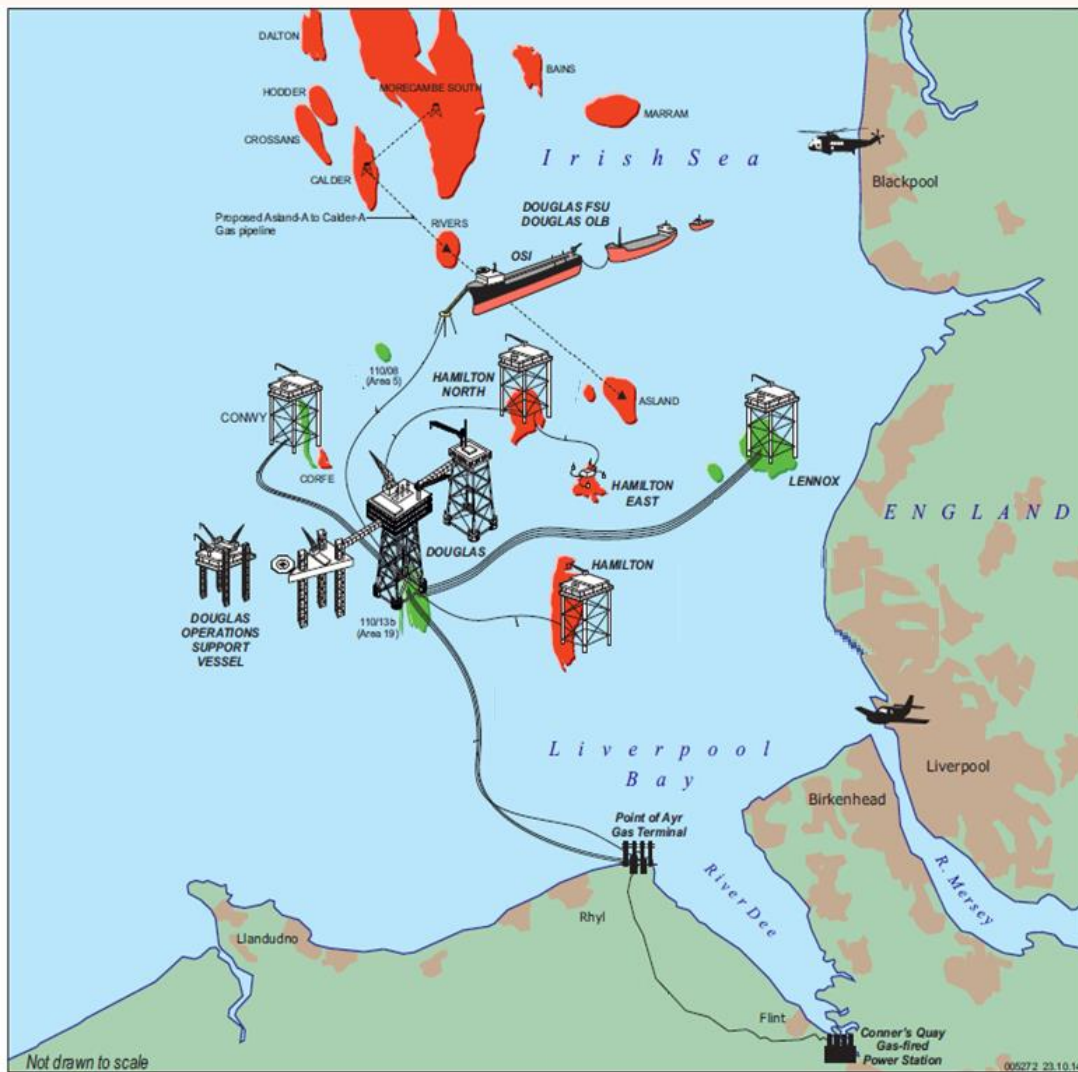 DALTON
BAINS
MORECAMBE SOUTH
HODDER
MARRAM
CROSSANS
Irish Sea
CALDER
Blackpool
DOUGLAS FSU
DOUGLAS OLB
Proposed Asland-A to Calder-A
Gas pipeline
RIVERS
OSI
110/08
(Area 5)
HAMILTON
NORTH
ASLAND
CONWY
CORFE
LENNOX
HAMILTON
EAST
ENGLAND
DOUGLAS
HAMILTON
DOUGLAS
OPERATIONS
SUPPORT
VESSEL
110/13b
(Area 19)
Liverpool
Bay
Liverpool
Birkenhead
Point of Ayr
Gas Terminal
R. Mersey
River Dee
Rhyl
Llandudno
Flint
Conner's Quay
Gas-fired
Power Station
Not drawn to scale
005272 23.10.14